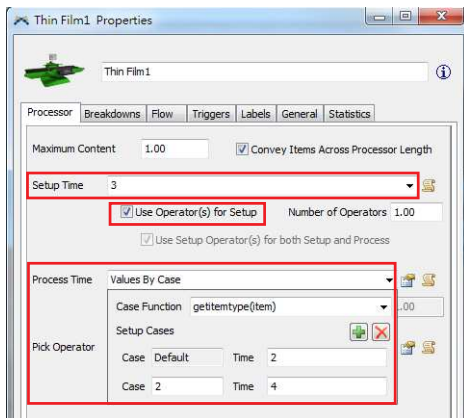 Thin Film1 Properties
Thin Film1
Processor Breakdowns Flow Triggers Labels General Statistics
Maximum Content 1.00 Convey Items Across Processor Length
Setup Time 3
Use Operator(s) for Setup Number of Operators 1.00
Use Setup Operator(s) for both Setup and Process
Process Time Values By Case
Case Function getitemtype(item) 1.00
Setup Cases
Pick Operator
Case Default Time 2
Case 2 Time 4